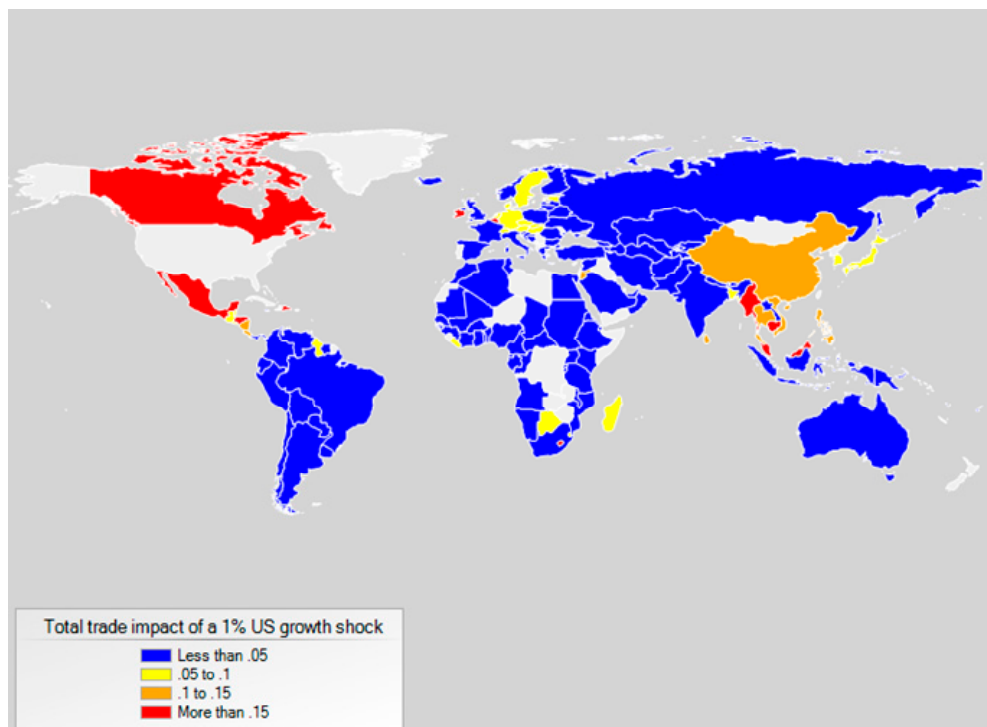 Total trade impact of a 1% US growth shock
Less than .05
.05 to .1
.1 to .15
More than .15